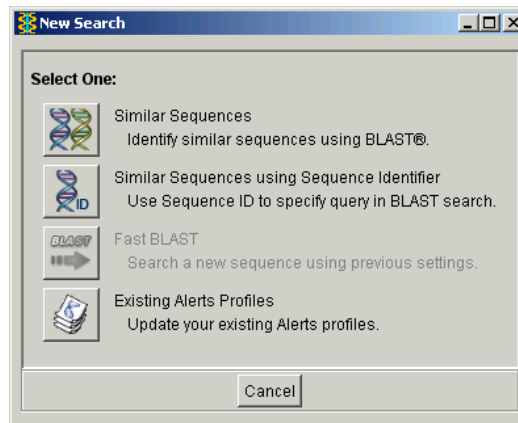 New Search
Select One:
Similar Sequences
Identify similar sequences using BLAST®.
ID
Similar Sequences using Sequence Identifier
Use Sequence ID to specify query in BLAST search.
BLAST
Fast BLAST
Search a new sequence using previous settings.
Existing Alerts Profiles
Update your existing Alerts profiles.
Cancel